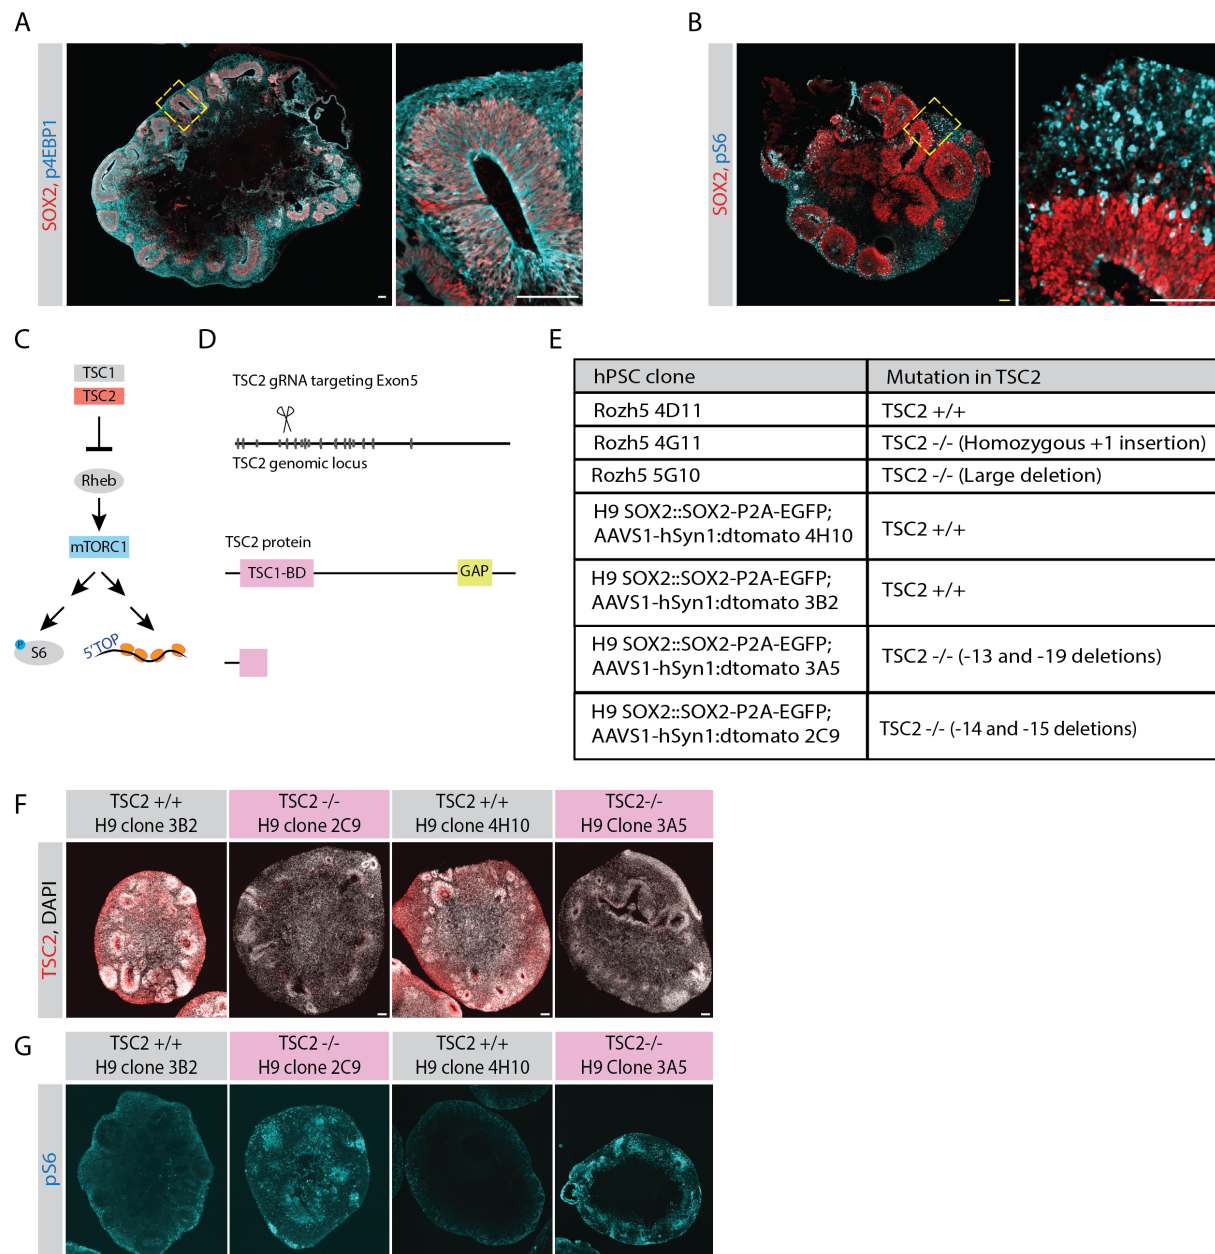 A
B
SOX2, p4EBP1
SOX2, pS6
C
D
E
TSC1
TSC2
Rheb
mTORC1
P
S6
5'TOP
TSC2 gRNA targeting Exon5
TSC2 genomic locus
TSC2 protein
TSC1-BD
GAP
hPSC clone
Mutation in TSC2
Rozh5 4D11
TSC2 +/+
Rozh5 4G11
TSC2 -/- (Homozygous +1 insertion)
Rozh5 5G10
TSC2 -/- (Large deletion)
H9 SOX2::SOX2-P2A-EGFP;
AAVS1-hSyn1:dtomato 4H10
TSC2 +/+
H9 SOX2::SOX2-P2A-EGFP;
AAVS1-hSyn1:dtomato 3B2
TSC2 +/+
H9 SOX2::SOX2-P2A-EGFP;
AAVS1-hSyn1:dtomato 3A5
TSC2 -/- (-13 and -19 deletions)
H9 SOX2::SOX2-P2A-EGFP;
AAVS1-hSyn1:dtomato 2C9
TSC2 -/- (-14 and -15 deletions)
F
TSC2 +/+
H9 clone 3B2
TSC2 -/-
H9 clone 2C9
TSC2 +/+
H9 clone 4H10
TSC2-/-
H9 Clone 3A5
TSC2, DAPI
G
TSC2 +/+
H9 clone 3B2
TSC2 -/-
H9 clone 2C9
TSC2 +/+
H9 clone 4H10
TSC2-/-
H9 Clone 3A5
pS6